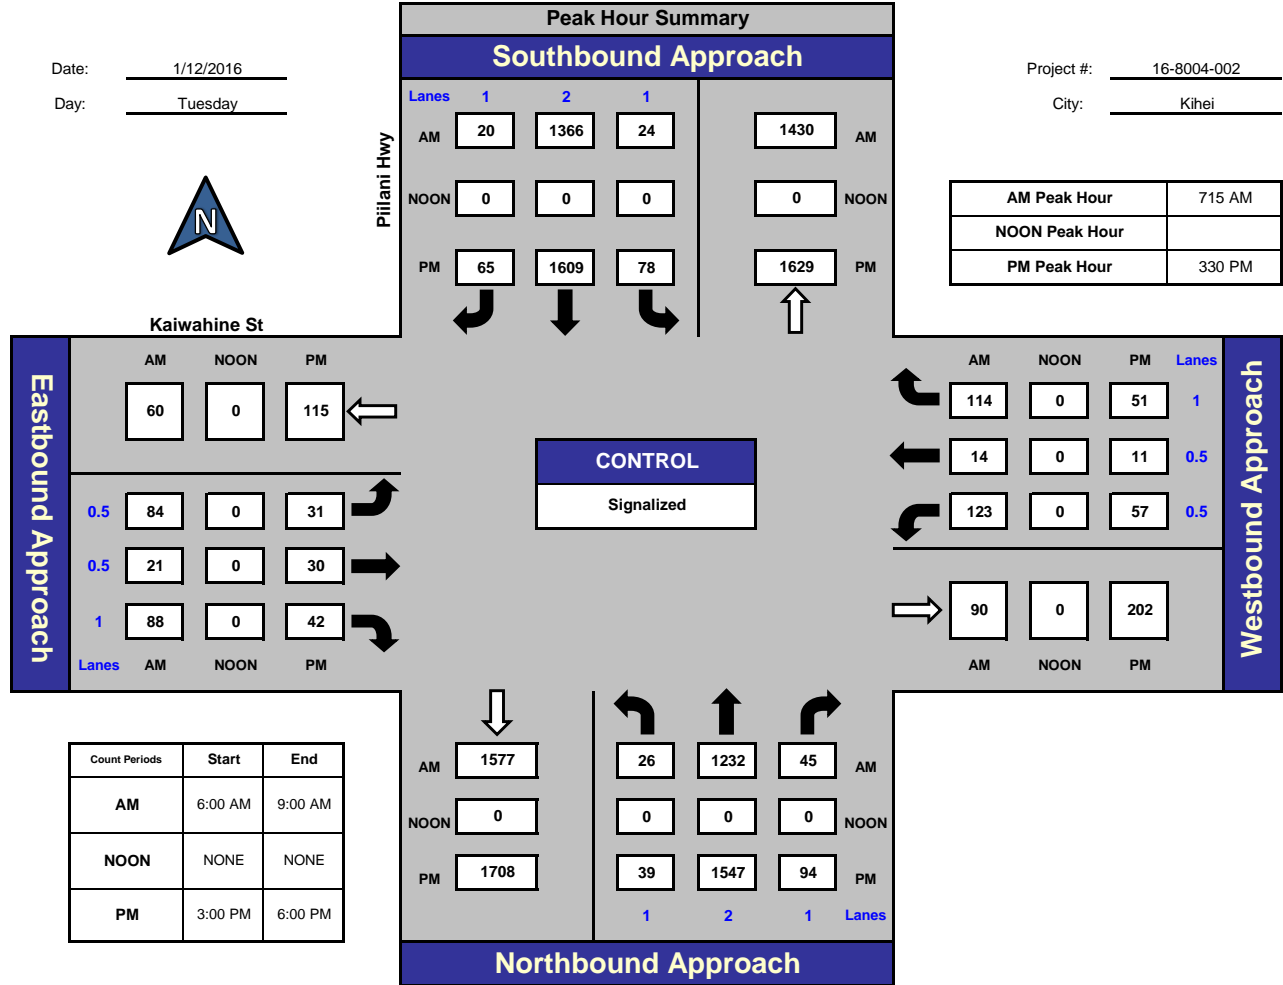 Peak Hour Summary
Southbound Approach
Date: 1/12/2016
Day: Tuesday
Project #: 16-8004-002
City: Kihei
N
Piilani Hwy
Lanes 1 2 1
AM 20 1366 24 1430 AM
NOON 0 0 0 0 NOON
PM 65 1609 78 1629 PM
AM Peak Hour 715 AM
NOON Peak Hour
PM Peak Hour 330 PM
Kaiwahine St
Eastbound Approach
AM NOON PM
60 0 115
0.5 84 0 31
0.5 21 0 30
1 88 0 42
Lanes AM NOON PM
CONTROL
Signalized
AM NOON PM Lanes
114 0 51 1
14 0 11 0.5
123 0 57 0.5
90 0 202
AM NOON PM
Westbound Approach
Count Periods Start End
AM 6:00 AM 9:00 AM
NOON NONE NONE
PM 3:00 PM 6:00 PM
AM 1577 26 1232 45 AM
NOON 0 0 0 0 NOON
PM 1708 39 1547 94 PM
1 2 1 Lanes
Northbound Approach